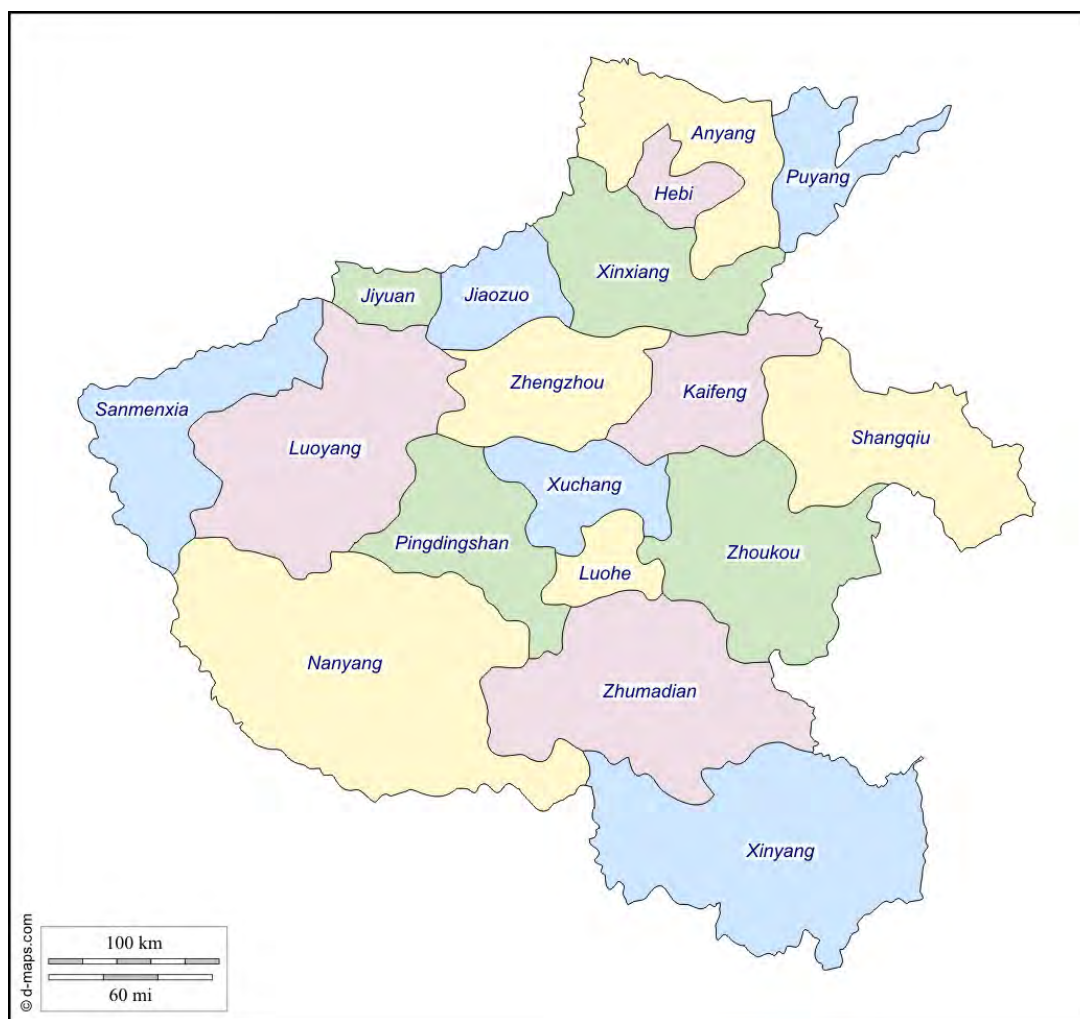 Anyang
Puyang
Hebi
Xinxiang
Jiyuan
Jiaozuo
Zhengzhou
Kaifeng
Sanmenxia
Luoyang
Shangqiu
Xuchang
Pingdingshan
Zhoukou
Luohe
Nanyang
Zhumadian
Xinyang
100 km
60 mi
© d-maps.com